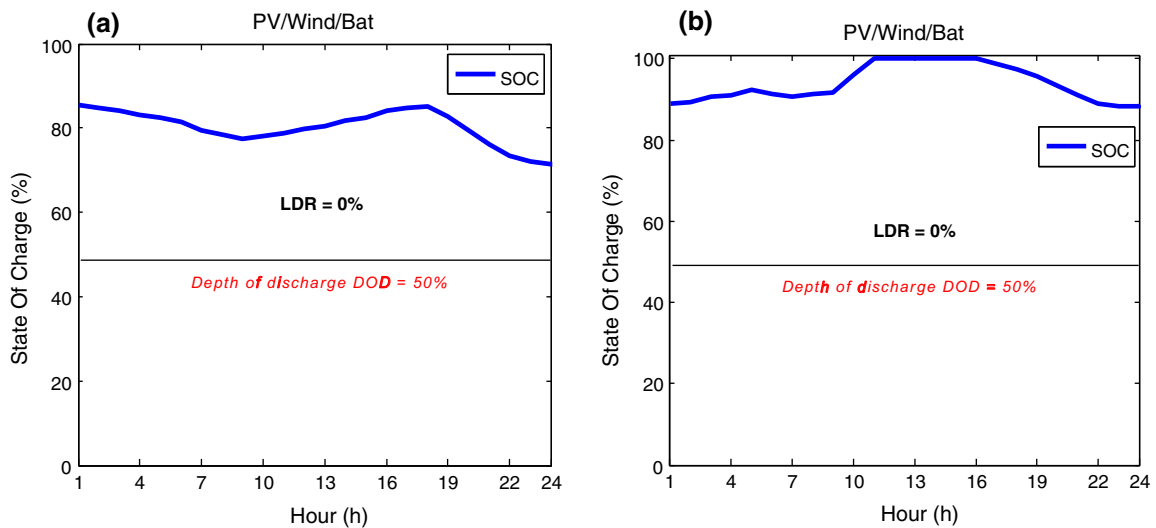 (a)
PV/Wind/Bat
100
80
60
40
20
0
State Of Charge (%)
SOC
LDR = 0%
Depth of discharge DOD = 50%
1 4 7 10 13 16 19 22 24
Hour (h)
(b)
PV/Wind/Bat
100
80
60
40
20
0
State Of Charge (%)
SOC
LDR = 0%
Depth of discharge DOD = 50%
1 4 7 10 13 16 19 22 24
Hour (h)